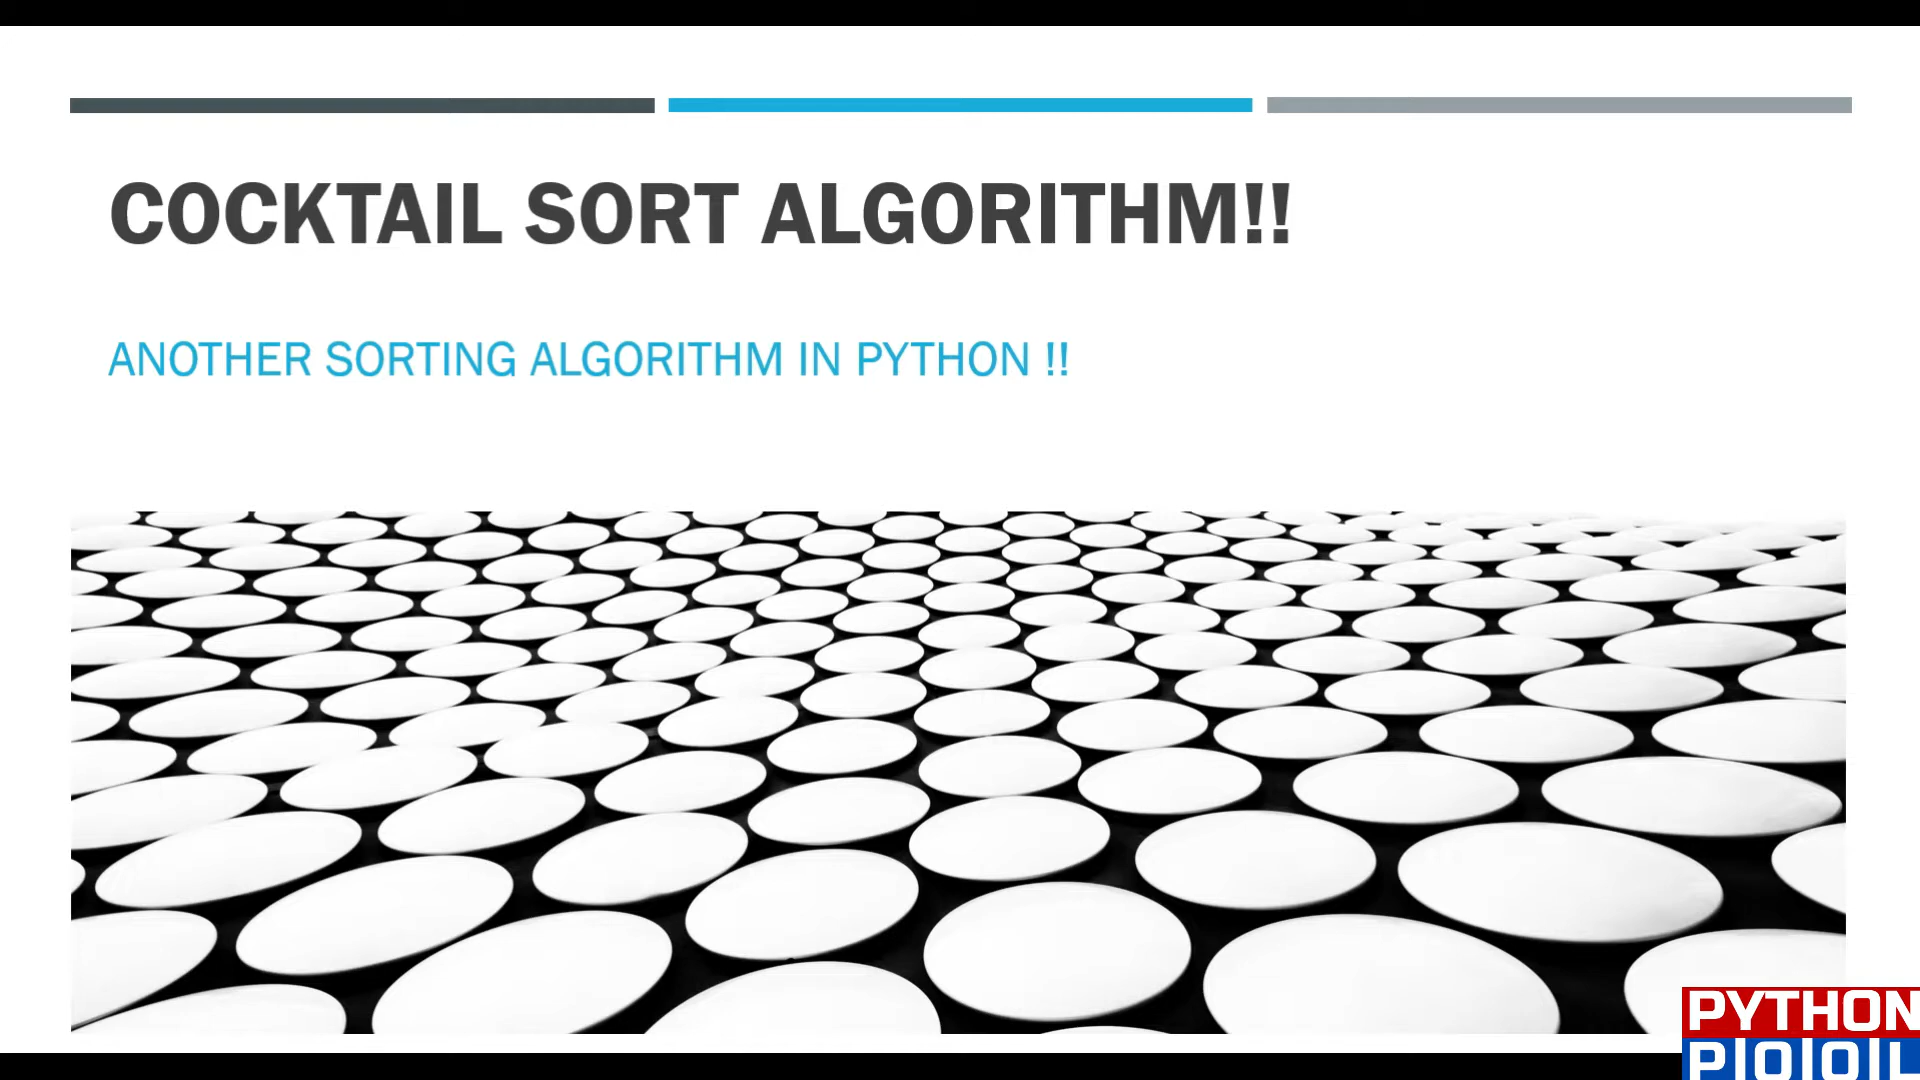 COCKTAIL SORT ALGORITHM!!
ANOTHER SORTING ALGORITHM IN PYTHON !!
PYTHON
POOL